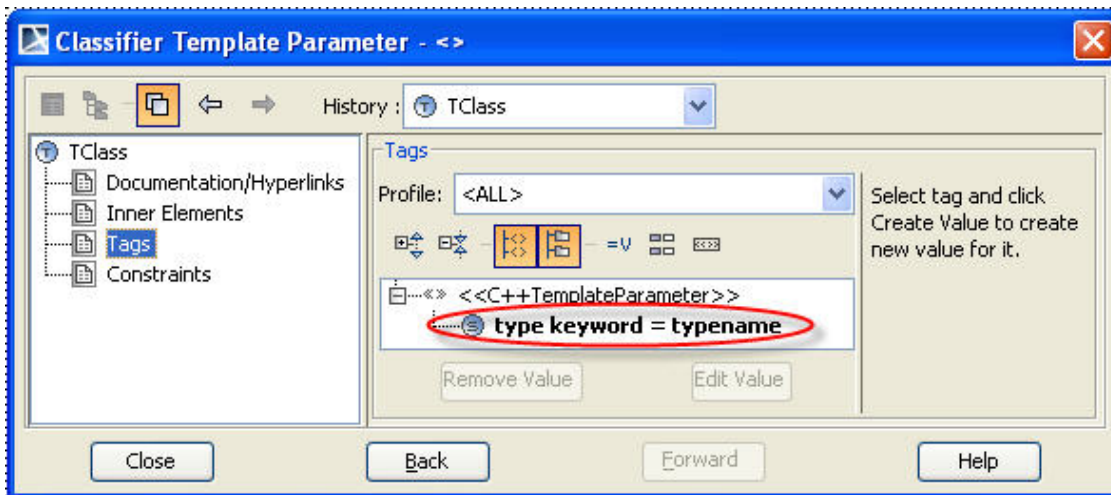 Classifier Template Parameter - <>
History : TClass
TClass
Documentation/Hyperlinks
Inner Elements
Tags
Constraints
Tags
Profile: <ALL>
=V
<<C++TemplateParameter>>
type keyword = typename
Remove Value Edit Value
Select tag and click
Create Value to create
new value for it.
Close Back Forward Help